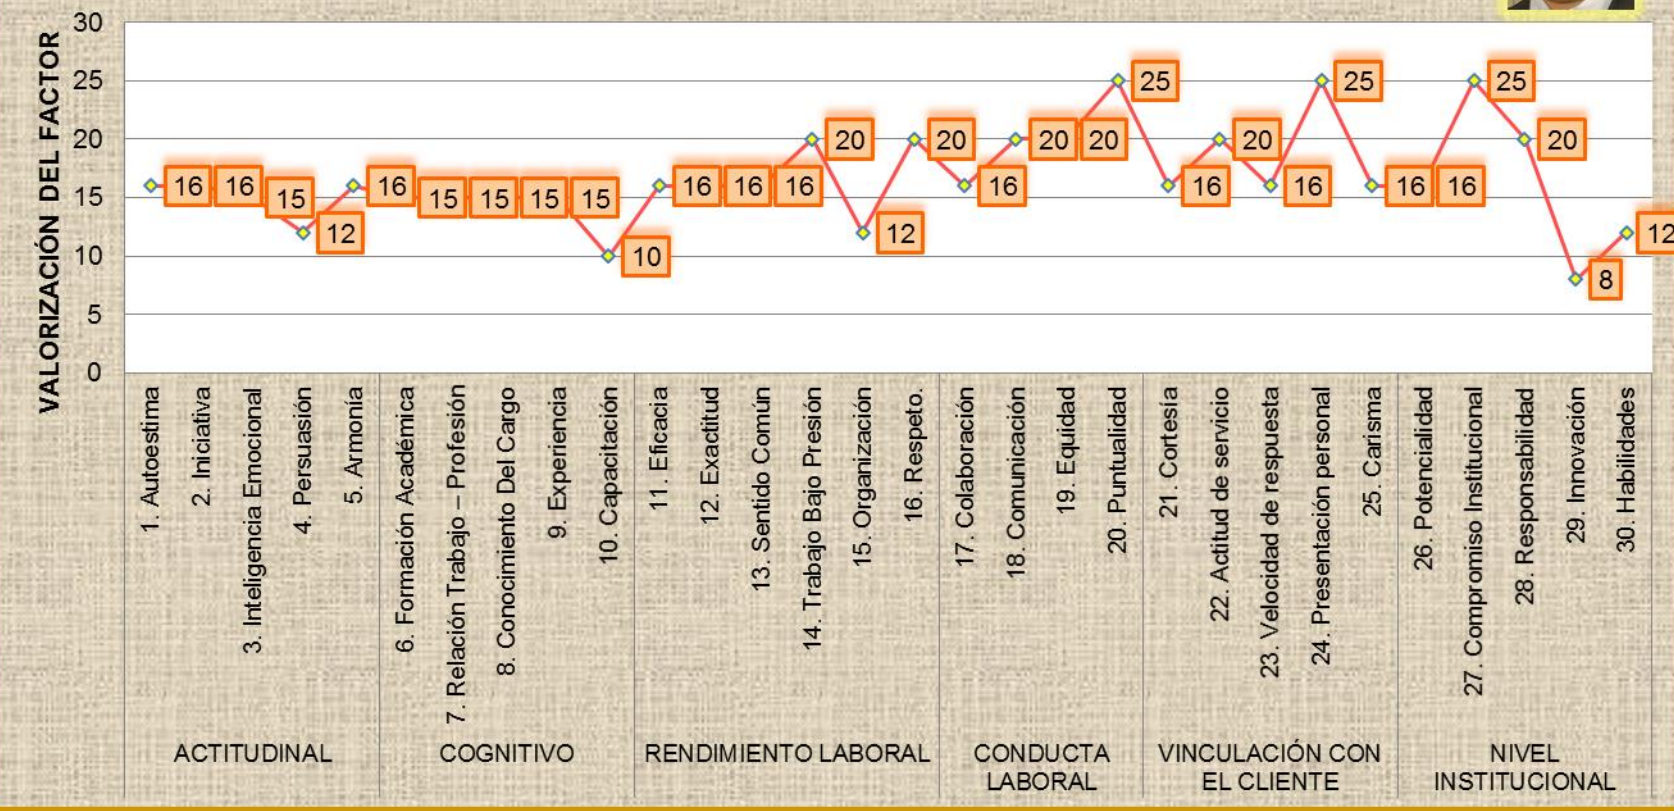 VALORIZACIÓN DEL FACTOR
30
25
20
15
10
5
0
16
16
15
12
16
15
15
15
15
10
16
16
16
16
20
12
20
16
20
20
25
16
20
16
25
16
16
25
20
8
12
1. Autoestima
2. Iniciativa
3. Inteligencia Emocional
4. Persuasión
5. Armonía
6. Formación Académica
7. Relación Trabajo – Profesión
8. Conocimiento Del Cargo
9. Experiencia
10. Capacitación
11. Eficacia
12. Exactitud
13. Sentido Común
14. Trabajo Bajo Presión
15. Organización
16. Respeto.
17. Colaboración
18. Comunicación
19. Equidad
20. Puntualidad
21. Cortesía
22. Actitud de servicio
23. Velocidad de respuesta
24. Presentación personal
25. Carisma
26. Potencialidad
27. Compromiso Institucional
28. Responsabilidad
29. Innovación
30. Habilidades
ACTITUDINAL
COGNITIVO
RENDIMIENTO LABORAL
CONDUCTA
LABORAL
VINCULACIÓN CON
EL CLIENTE
NIVEL
INSTITUCIONAL